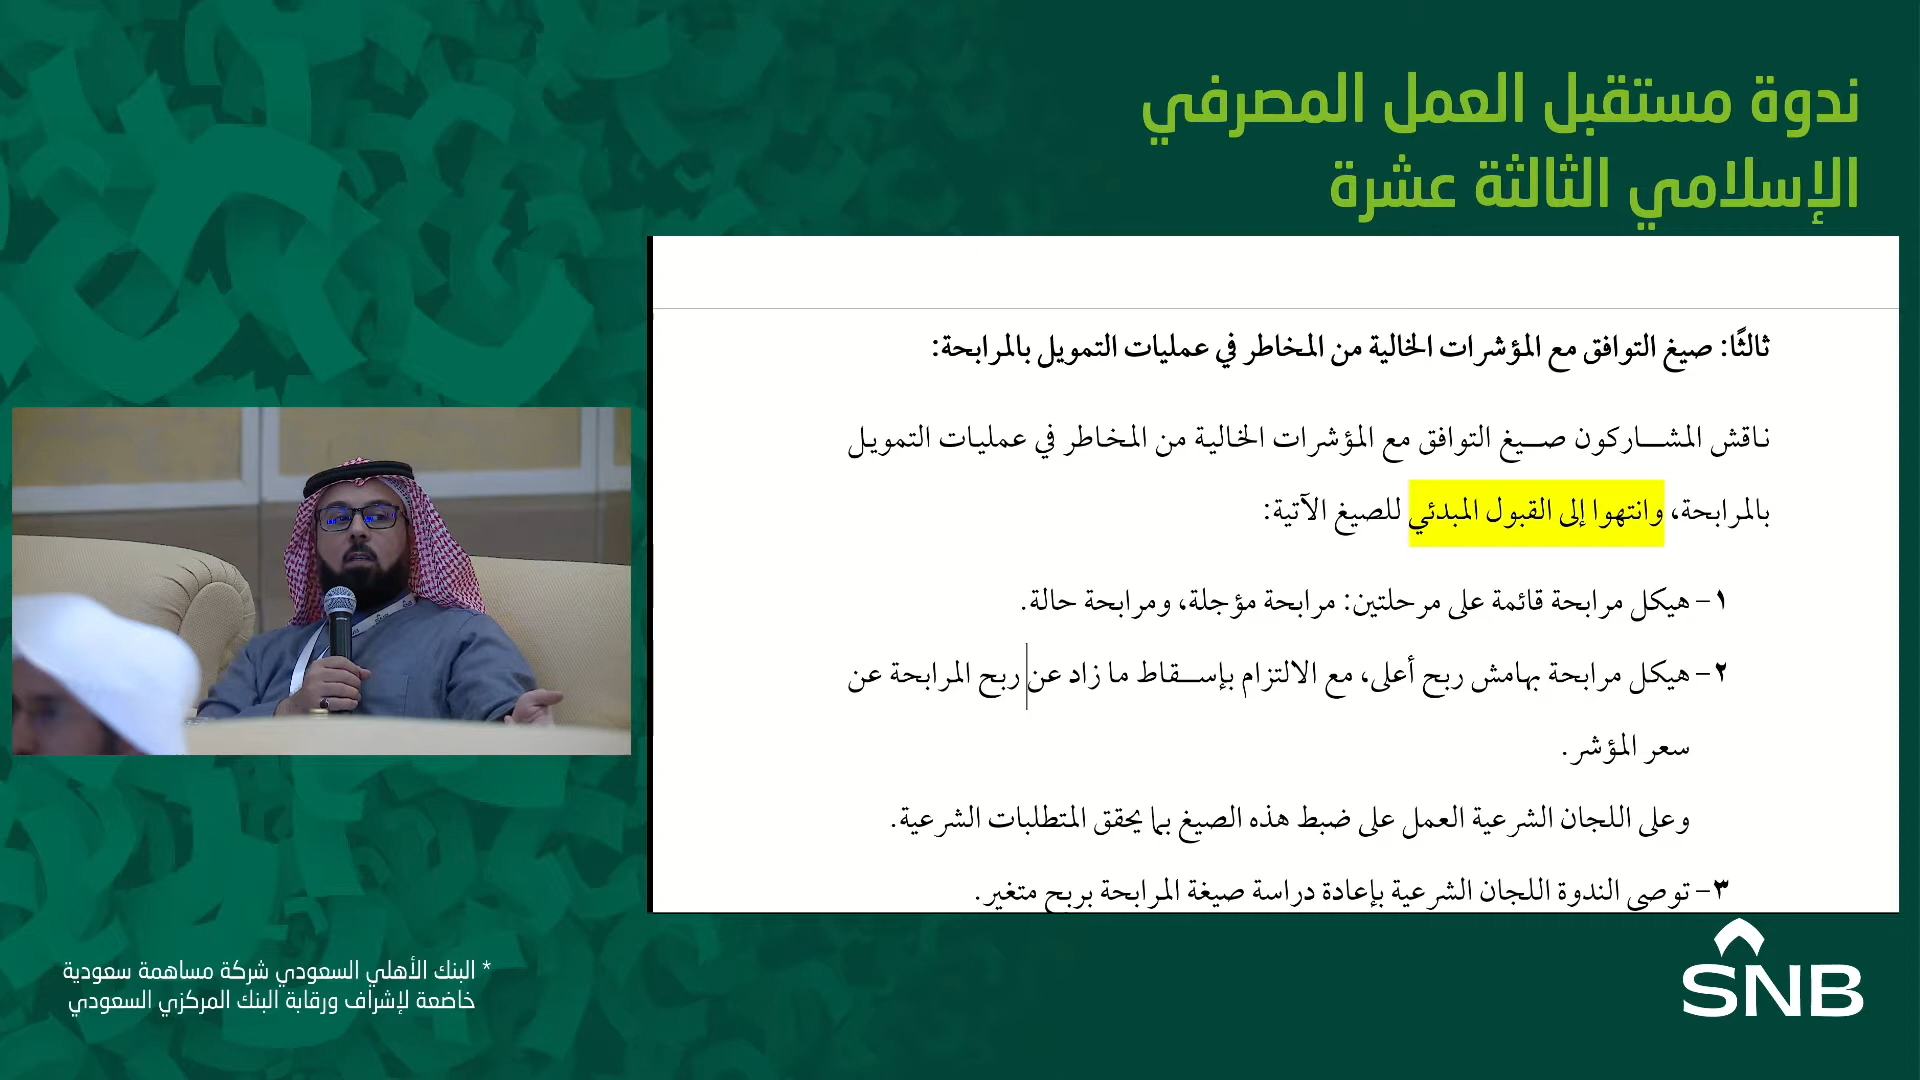 ندوة مستقبل العمل المصرفي
الإسلامي الثالثة عشرة
ثالثًا: صيغ التوافق مع المؤشرات الخالية من المخاطر في عمليات التمويل بالمرابحة:
ناقش المشاركون صيغ التوافق مع المؤشرات الخالية من المخاطر في عمليات التمويل
بالمرابحة، وانتهوا إلى القبول المبدئي للصيغ الآتية:
١- هيكل مرابحة قائمة على مرحلتين: مرابحة مؤجلة، ومرابحة حالة.
٢- هيكل مرابحة بهامش ربح أعلى، مع الالتزام بإسقاط ما زاد عن ربح المرابحة عن
سعر المؤشر.
وعلى اللجان الشرعية العمل على ضبط هذه الصيغ بما يحقق المتطلبات الشرعية.
٣- توصي الندوة اللجان الشرعية بإعادة دراسة صيغة المرابحة بربح متغير.
* البنك الأهلي السعودي شركة مساهمة سعودية
خاضعة لإشراف ورقابة البنك المركزي السعودي
SNB